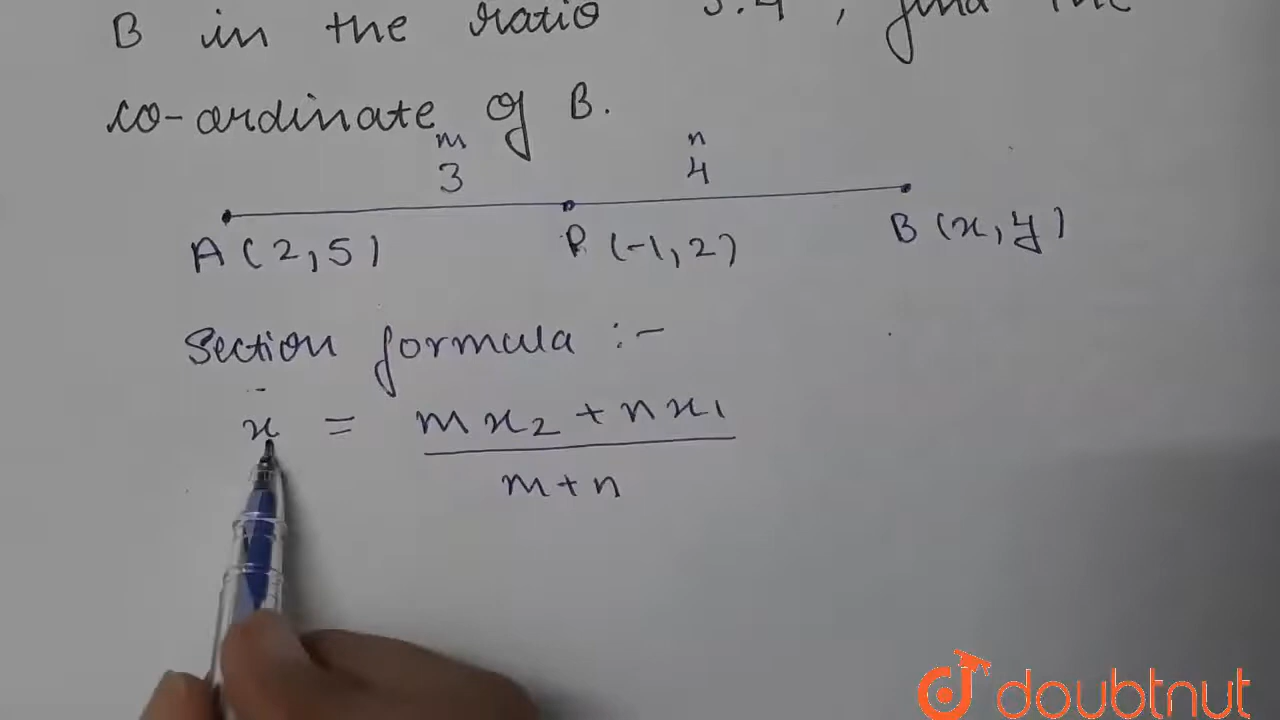 B in the ratio 3:4, find the
co-ordinate of B.
m n
3 4
A (2,5) P (-1,2) B (x,y)
Section formula :-
x = mx₂ + nx₁
m+n
doubtnut